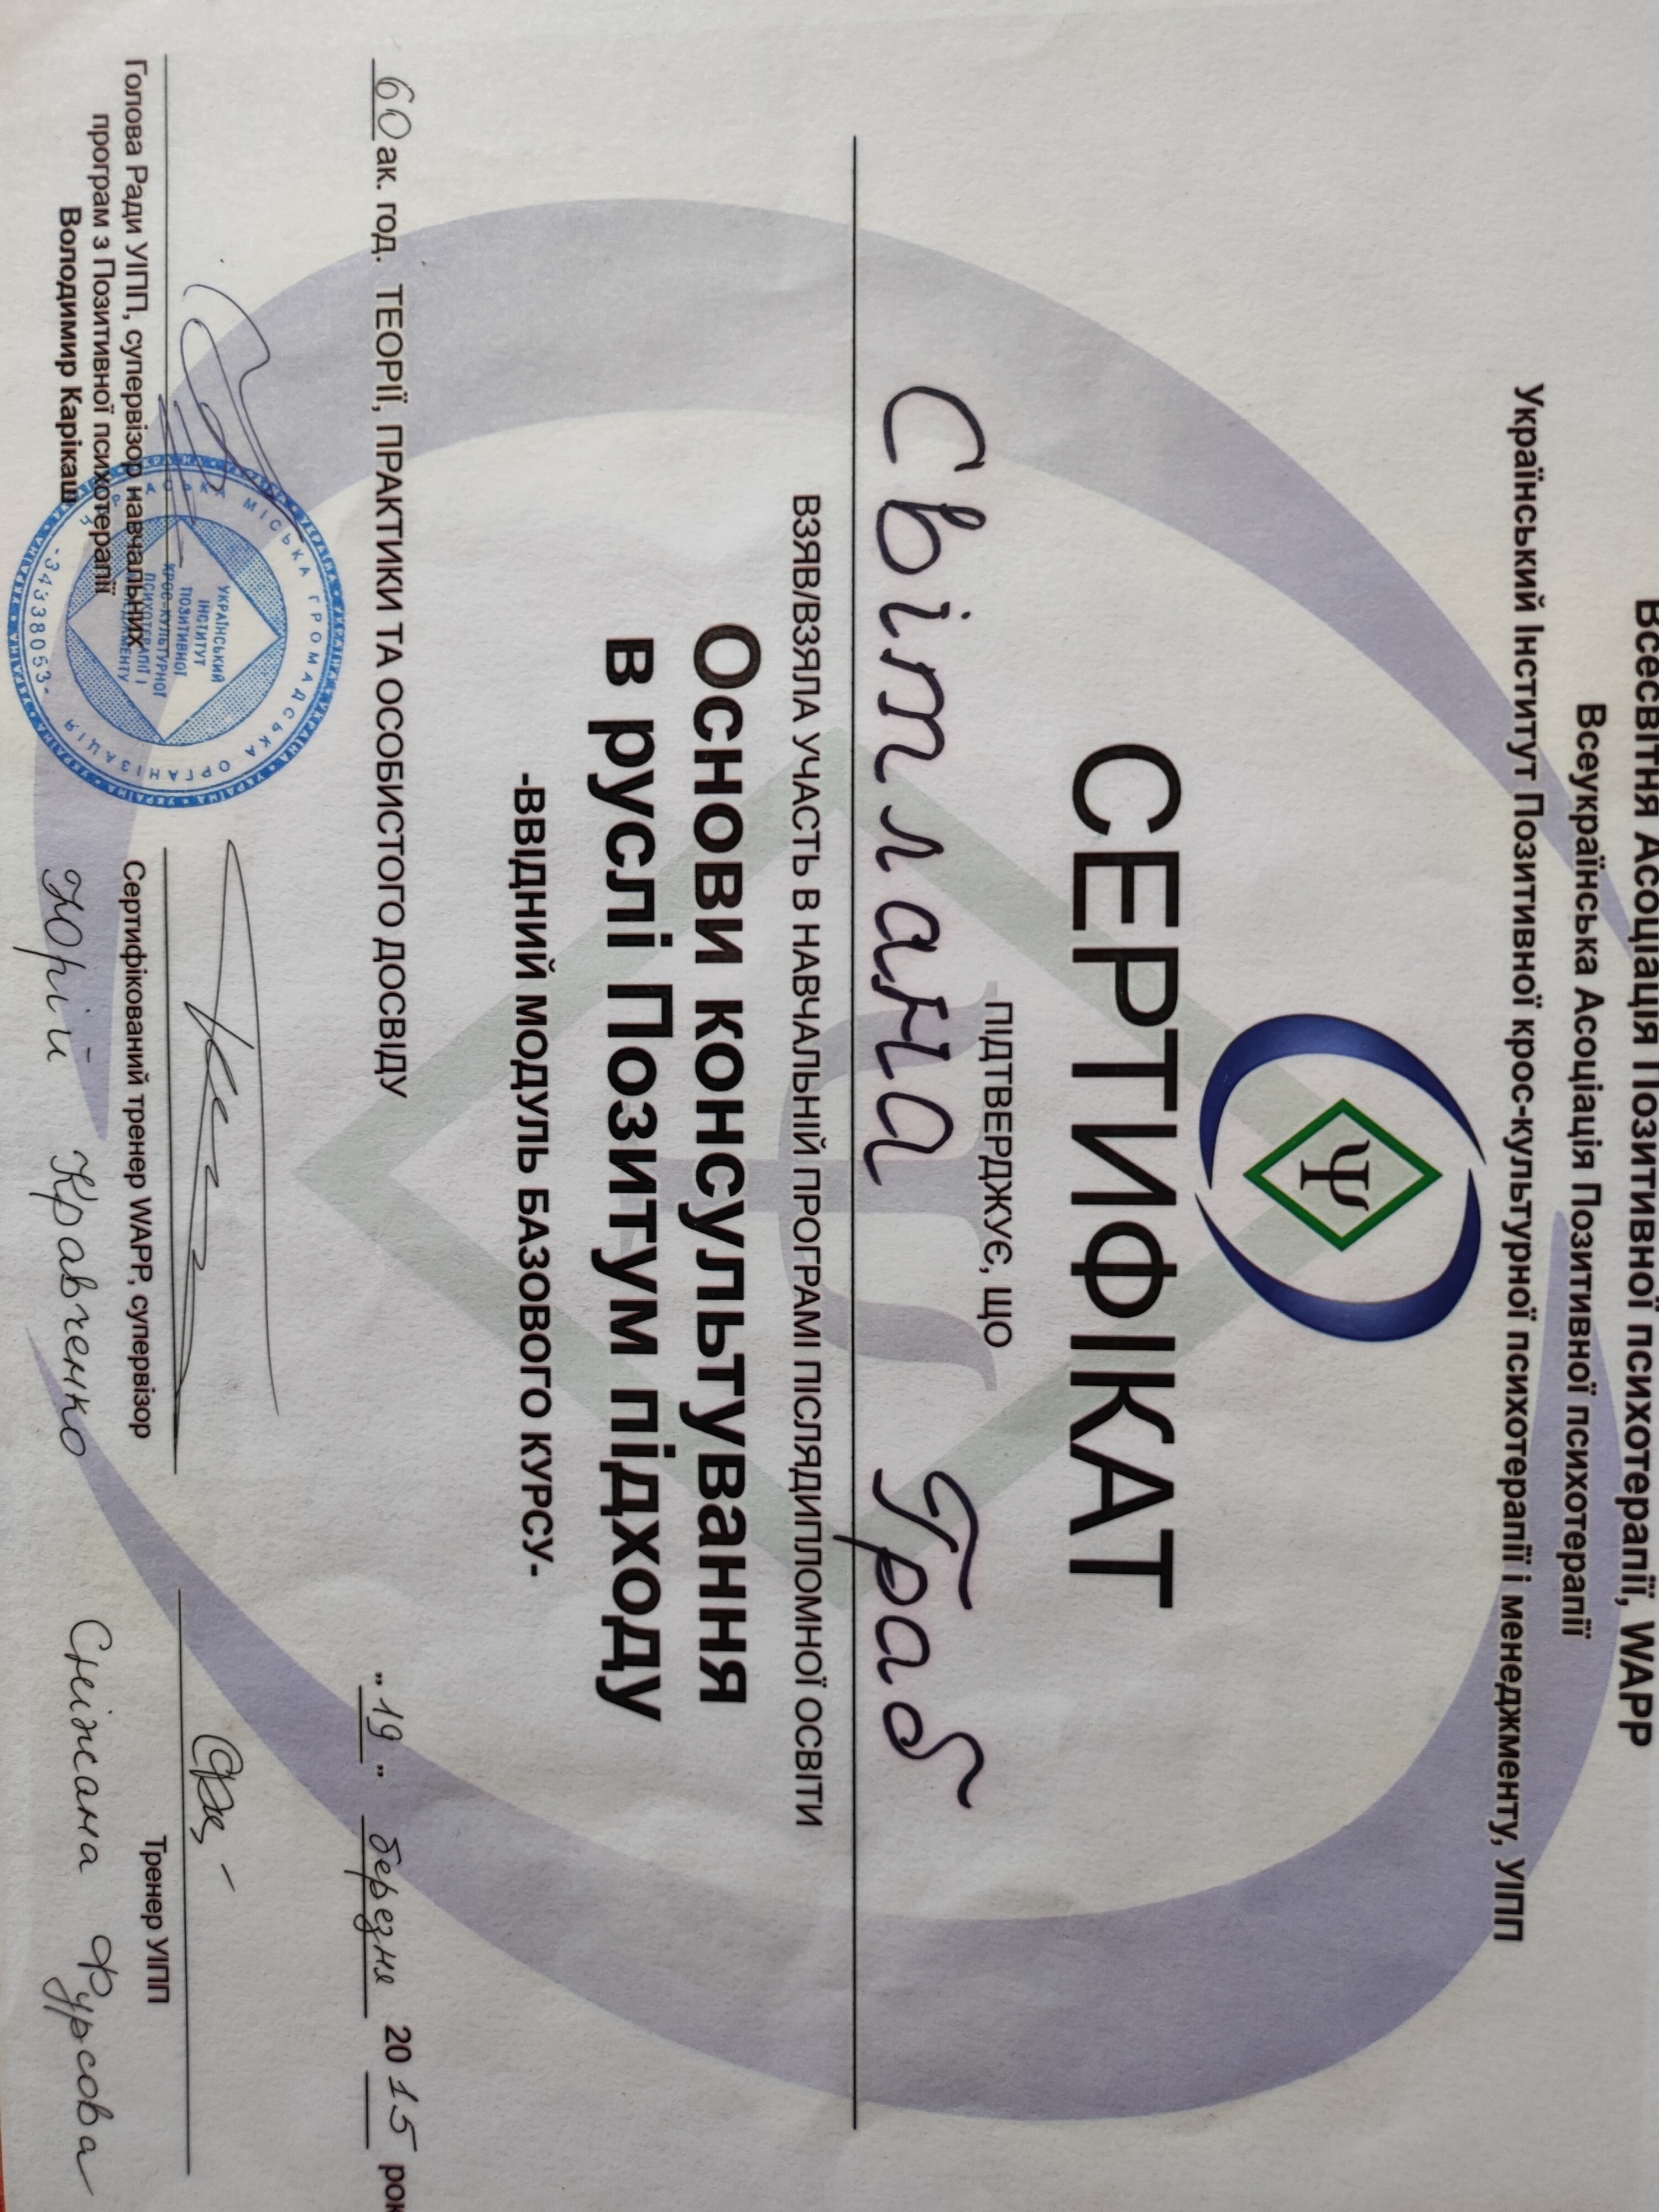 Всесвітня Асоціація Позитивної психотерапії, WAPP
Всеукраїнська Асоціація Позитивної психотерапії
Український Інститут Позитивної крос-культурної психотерапії і менеджменту, УІПП
Ψ
СЕРТИФІКАТ
ПІДТВЕРДЖУЄ, ЩО
Світлана Граб
ВЗЯВ/ВЗЯЛА УЧАСТЬ В НАВЧАЛЬНІЙ ПРОГРАМІ ПІСЛЯДИПЛОМНОЇ ОСВІТИ
Основи консультування
в руслі Позитум підходу
-ВВІДНИЙ МОДУЛЬ БАЗОВОГО КУРСУ-
60 ак. год. ТЕОРІЇ, ПРАКТИКИ ТА ОСОБИСТОГО ДОСВІДУ
„19” березня 2015 рок
Голова Ради УІПП, супервізор навчальних
програм з Позитивної психотерапії
Володимир Карікаш
Сертифікований тренер WAPP, супервізор
Юрій Кравченко
Тренер УІПП
Сніжана Фурсова
МІСЬКА ГРОМАДСЬКА ОРГАНІЗАЦІЯ
УКРАЇНСЬКИЙ
ІНСТИТУТ
ПОЗИТИВНОЇ
КРОС-КУЛЬТУРНОЇ
ПСИХОТЕРАПІЇ І
МЕНЕДЖМЕНТУ